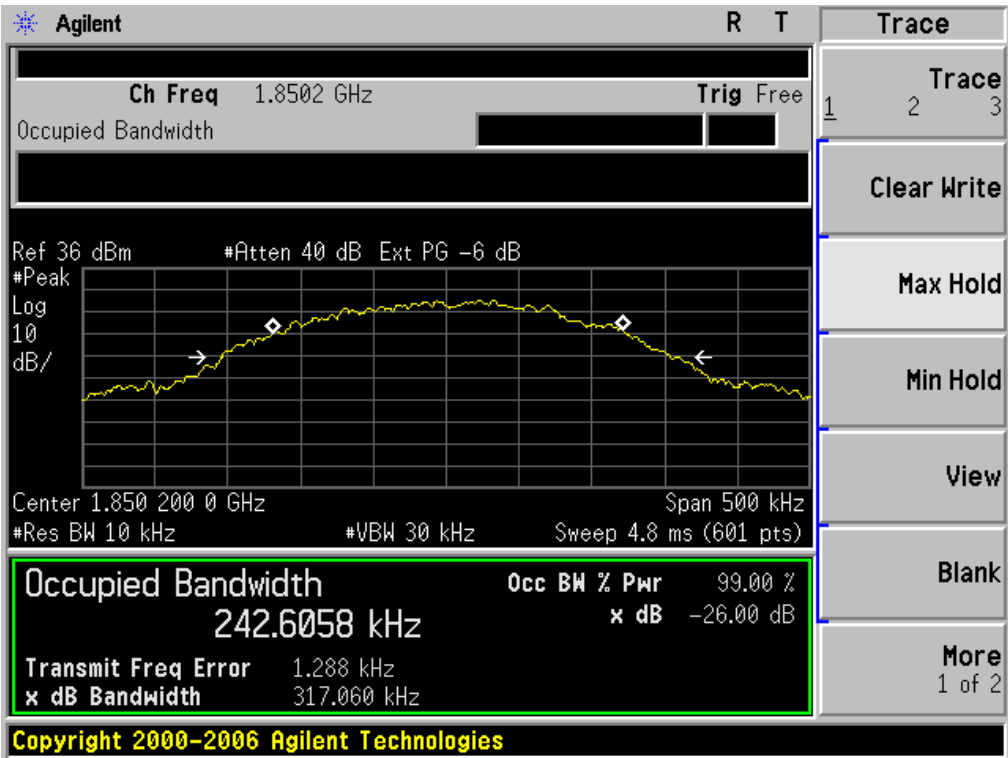 Agilent R T Trace
Ch Freq 1.8502 GHz Trig Free
Occupied Bandwidth
Trace
1 2 3
Clear Write
Ref 36 dBm #Atten 40 dB Ext PG -6 dB
#Peak
Log
10
dB/
Max Hold
Min Hold
View
Center 1.850 200 0 GHz Span 500 kHz
#Res BW 10 kHz #VBW 30 kHz Sweep 4.8 ms (601 pts)
Blank
Occupied Bandwidth Occ BW % Pwr 99.00 %
242.6058 kHz x dB -26.00 dB
Transmit Freq Error 1.288 kHz
x dB Bandwidth 317.060 kHz
More
1 of 2
Copyright 2000-2006 Agilent Technologies